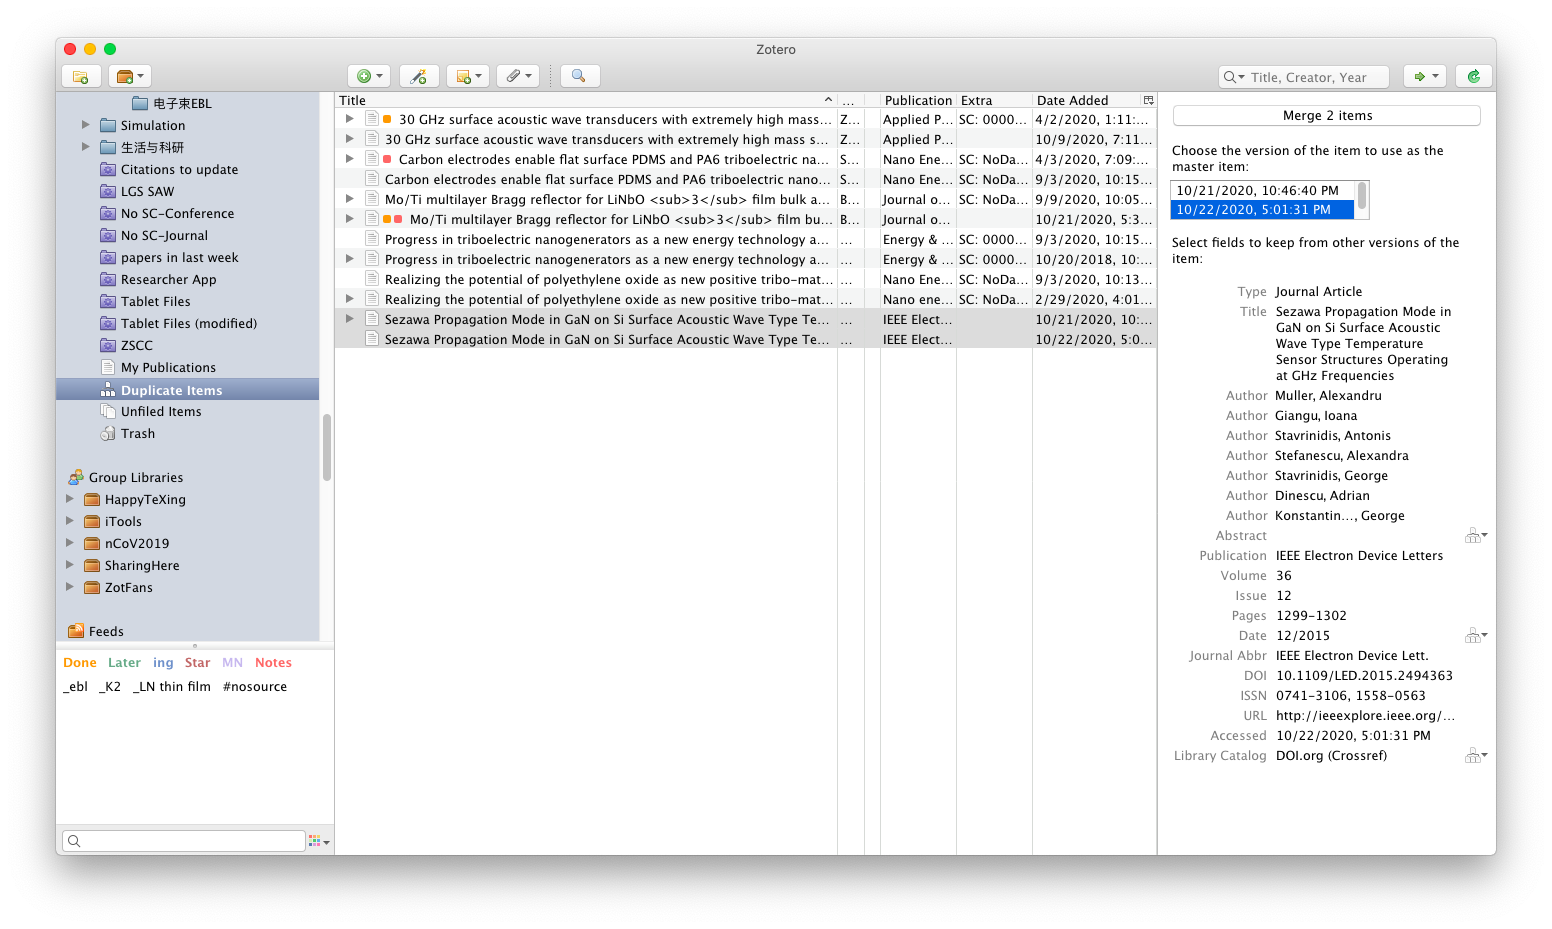 Zotero
Title, Creator, Year
电子束EBL
Simulation
生活与科研
Citations to update
LGS SAW
No SC-Conference
No SC-Journal
papers in last week
Researcher App
Tablet Files
Tablet Files (modified)
ZSCC
My Publications
Duplicate Items
Unfiled Items
Trash
Group Libraries
HappyTeXing
iTools
nCoV2019
SharingHere
ZotFans
Feeds
Done Later ing Star MN Notes
_ebl _K2 _LN thin film #nosource
Title ... Publication Extra Date Added
30 GHz surface acoustic wave transducers with extremely high mass... Z... Applied P... SC: 0000... 4/2/2020, 1:11:...
30 GHz surface acoustic wave transducers with extremely high mass s... Applied P... 10/9/2020, 7:11...
Carbon electrodes enable flat surface PDMS and PA6 triboelectric na... S... Nano Ene... SC: NoDa... 4/3/2020, 7:09:...
Carbon electrodes enable flat surface PDMS and PA6 triboelectric nano... S... Nano Ene... SC: NoDa... 9/3/2020, 10:15...
Mo/Ti multilayer Bragg reflector for LiNbO <sub>3</sub> film bulk a... B... Journal o... SC: NoDa... 9/9/2020, 10:05...
Mo/Ti multilayer Bragg reflector for LiNbO <sub>3</sub> film bu... B... Journal o... 10/21/2020, 5:3...
Progress in triboelectric nanogenerators as a new energy technology a... ... Energy & ... SC: 0000... 9/3/2020, 10:15...
Progress in triboelectric nanogenerators as a new energy technology a... ... Energy & ... SC: 0000... 10/20/2018, 10:...
Realizing the potential of polyethylene oxide as new positive tribo-mat... ... Nano Ene... SC: NoDa... 9/3/2020, 10:13...
Realizing the potential of polyethylene oxide as new positive tribo-mat... ... Nano ene... SC: NoDa... 2/29/2020, 4:01...
Sezawa Propagation Mode in GaN on Si Surface Acoustic Wave Type Te... ... IEEE Elect... 10/21/2020, 10:...
Sezawa Propagation Mode in GaN on Si Surface Acoustic Wave Type Te... ... IEEE Elect... 10/22/2020, 5:0...
Merge 2 items
Choose the version of the item to use as the
master item:
10/21/2020, 10:46:40 PM
10/22/2020, 5:01:31 PM
Select fields to keep from other versions of the
item:
Type Journal Article
Title Sezawa Propagation Mode in
GaN on Si Surface Acoustic
Wave Type Temperature
Sensor Structures Operating
at GHz Frequencies
Author Muller, Alexandru
Author Giangu, Ioana
Author Stavrinidis, Antonis
Author Stefanescu, Alexandra
Author Stavrinidis, George
Author Dinescu, Adrian
Author Konstantin..., George
Abstract
Publication IEEE Electron Device Letters
Volume 36
Issue 12
Pages 1299-1302
Date 12/2015
Journal Abbr IEEE Electron Device Lett.
DOI 10.1109/LED.2015.2494363
ISSN 0741-3106, 1558-0563
URL http://ieeexplore.ieee.org/...
Accessed 10/22/2020, 5:01:31 PM
Library Catalog DOI.org (Crossref)